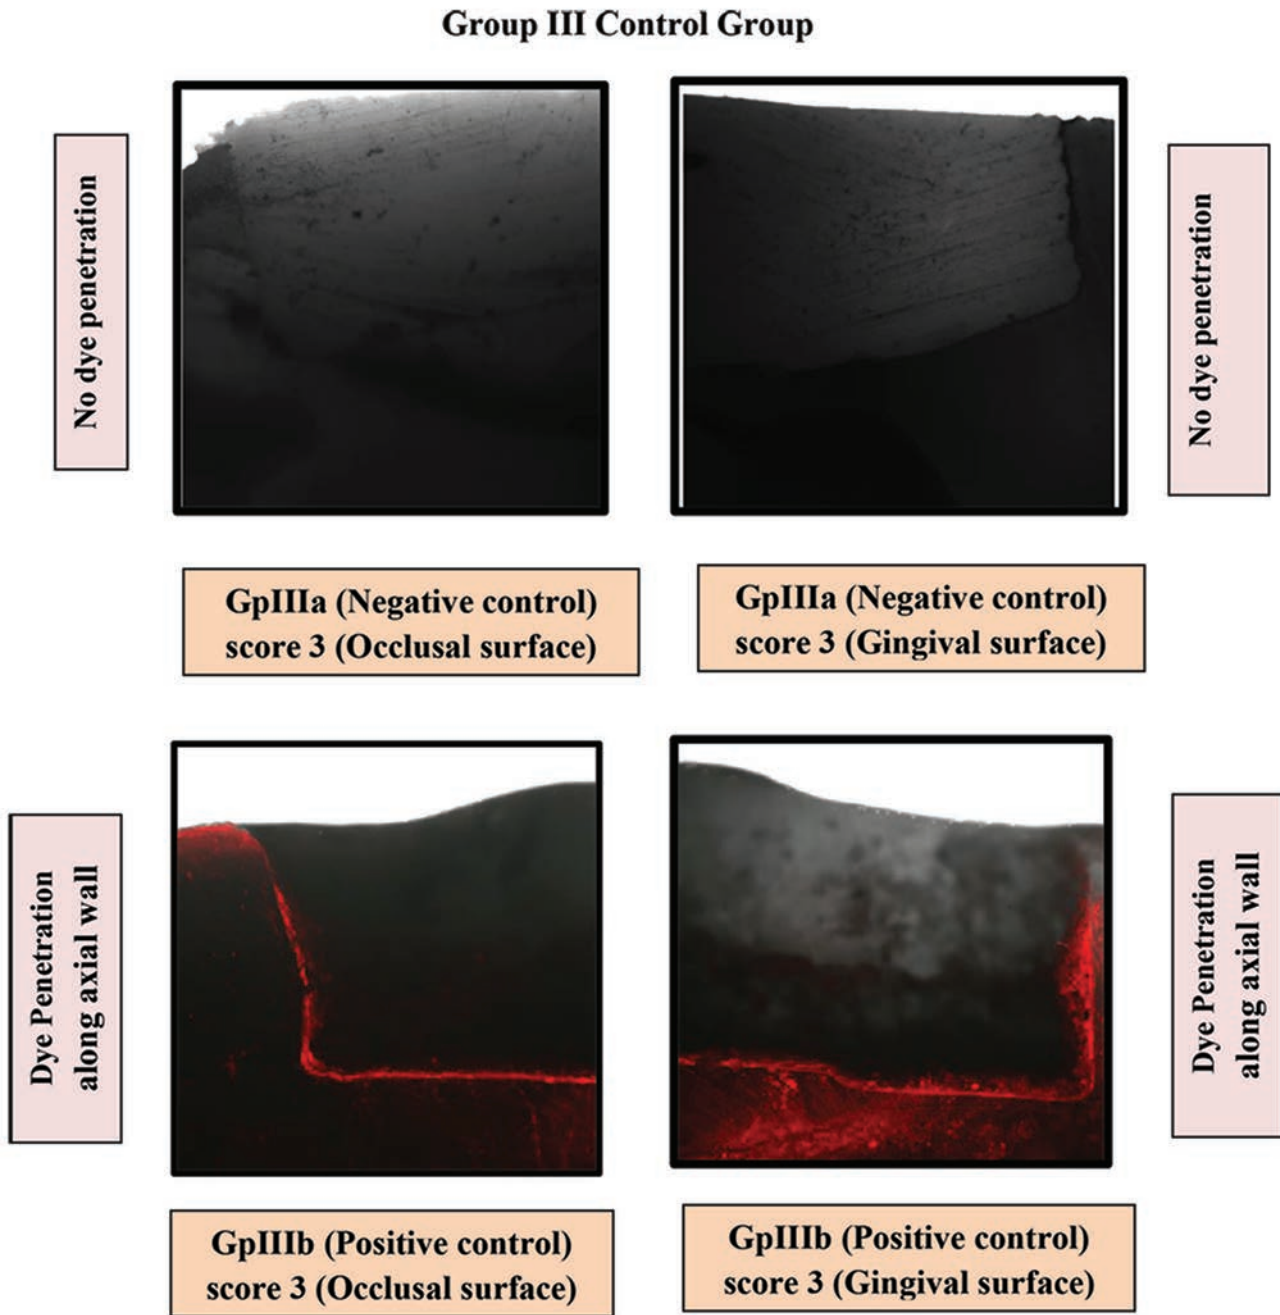 Group III Control Group
No dye penetration
No dye penetration
GpIIIa (Negative control)
score 3 (Occlusal surface)
GpIIIa (Negative control)
score 3 (Gingival surface)
Dye Penetration
along axial wall
Dye Penetration
along axial wall
GpIIIb (Positive control)
score 3 (Occlusal surface)
GpIIIb (Positive control)
score 3 (Gingival surface)